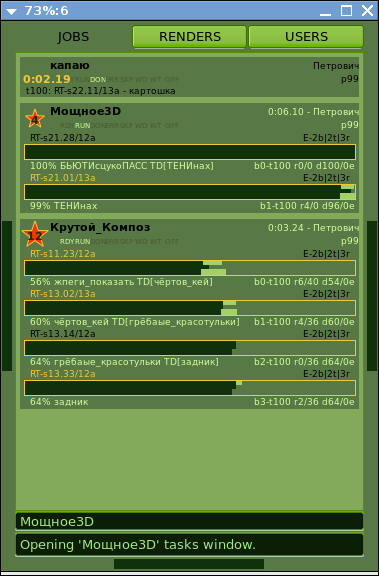 73%:6
JOBS RENDERS USERS
капаю Петрович
0:02.19 DON p99
t100: RT-s22.11/13a - картошка
4 Мощное3D 0:06.10 - Петрович
RUN p99
RT-s21.28/12a E-2b|2t|3r
100% БЬЮТИсцукоПАСС TD[ТЕНИнах] b0-t100 r0/0 d100/0e
RT-s21.01/13a E-2b|2t|3r
99% ТЕНИнах b1-t100 r4/0 d96/0e
12 Крутой_Композ 0:03.24 - Петрович
RDY RUN p99
RT-s11.23/12a E-2b|2t|3r
56% жпеги_показать TD[чёртов_кей] b0-t100 r6/40 d54/0e
RT-s13.02/13a E-2b|2t|3r
60% чёртов_кей TD[грёбаые_красотульки] b1-t100 r4/36 d60/0e
RT-s13.14/12a E-2b|2t|3r
64% грёбаые_красотульки TD[задник] b2-t100 r0/36 d64/0e
RT-s13.33/12a E-2b|2t|3r
64% задник b3-t100 r2/36 d64/0e
Мощное3D
Opening 'Мощное3D' tasks window.